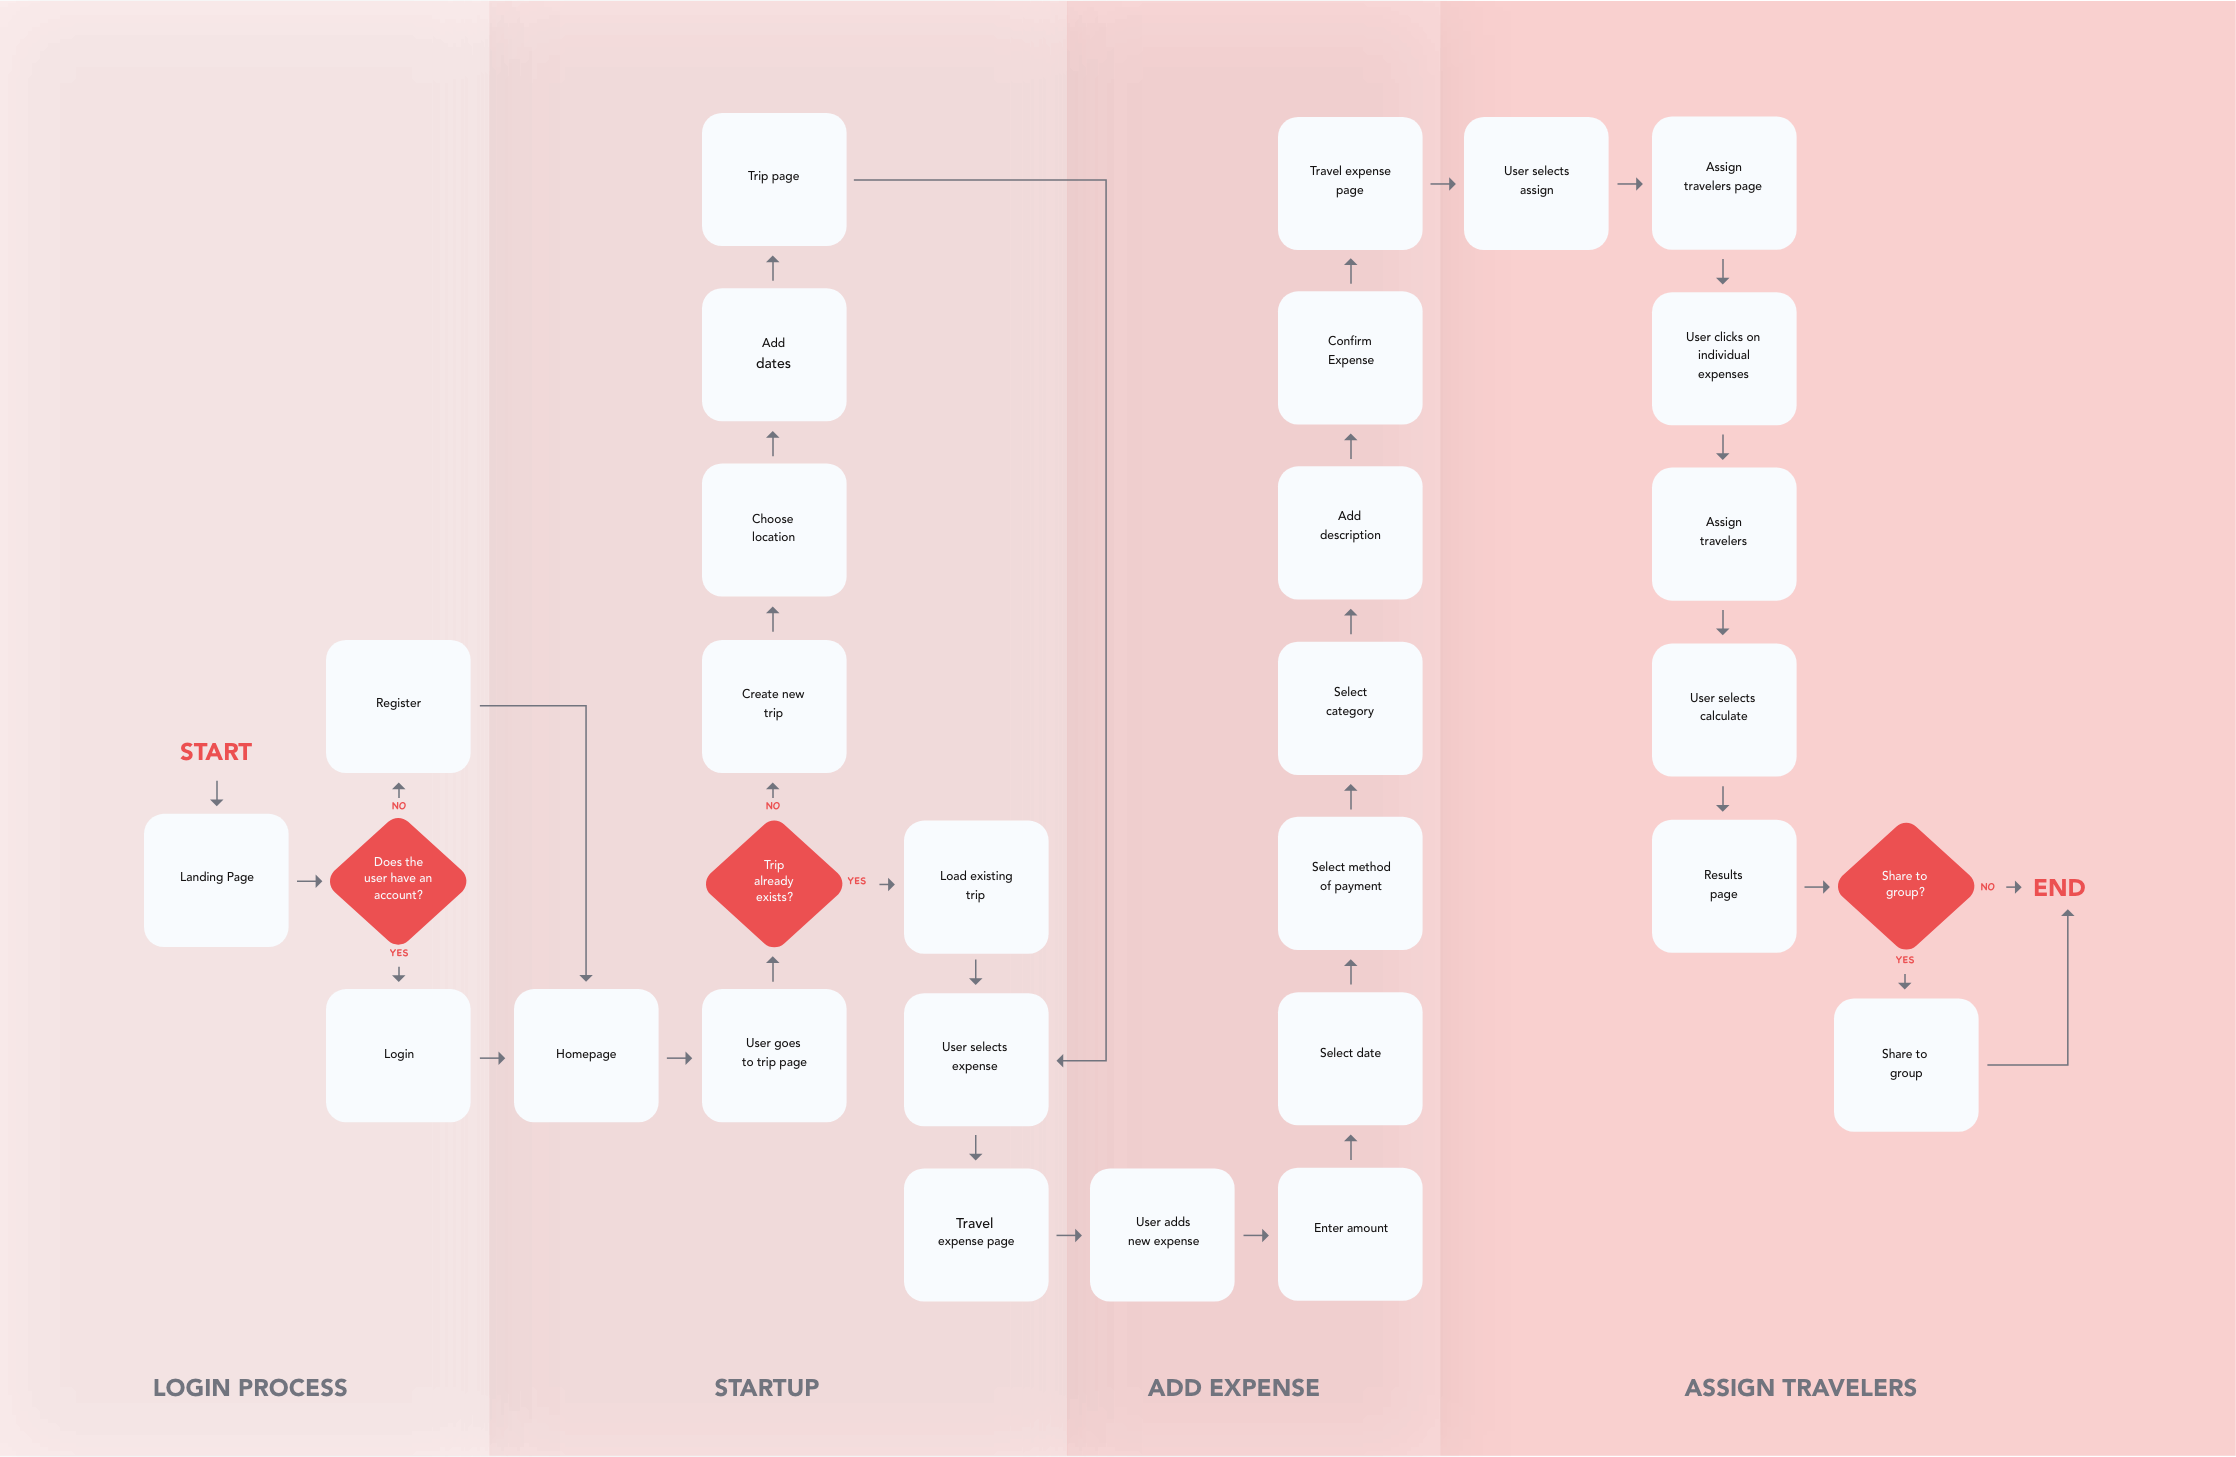 START
Landing Page
Does the
user have an
account?
NO
Register
YES
Login
Homepage
User goes
to trip page
Trip
already
exists?
NO
Create new
trip
Choose
location
Add
dates
Trip page
YES
Load existing
trip
User selects
expense
Travel
expense page
User adds
new expense
Enter amount
Select date
Select method
of payment
Select
category
Add
description
Confirm
Expense
Travel expense
page
User selects
assign
Assign
travelers page
User clicks on
individual
expenses
Assign
travelers
User selects
calculate
Results
page
Share to
group?
NO
END
YES
Share to
group
LOGIN PROCESS
STARTUP
ADD EXPENSE
ASSIGN TRAVELERS